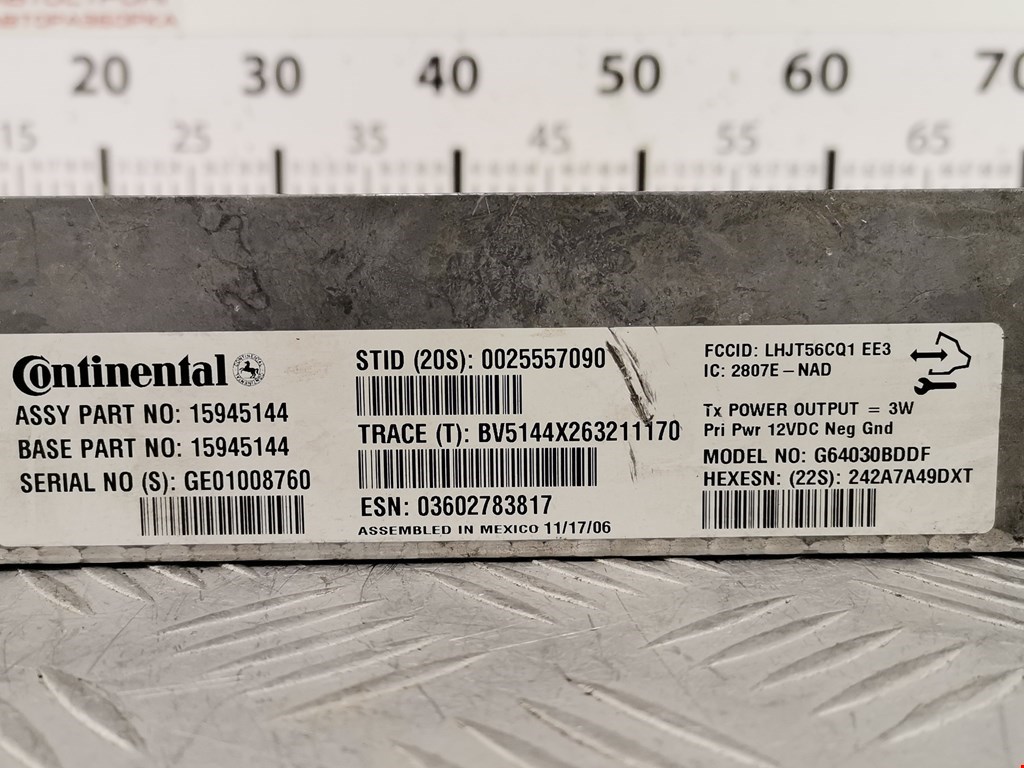 АВТОРАЗБОРКА
20 30 40 50 60 70
15 25 35 45 55 65
Continental
ASSY PART NO: 15945144
BASE PART NO: 15945144
SERIAL NO (S): GE01008760
STID (20S): 0025557090
TRACE (T): BV5144X263211170
ESN: 03602783817
ASSEMBLED IN MEXICO 11/17/06
FCCID: LHJT56CQ1 EE3
IC: 2807E-NAD
Tx POWER OUTPUT = 3W
Pri Pwr 12VDC Neg Gnd
MODEL NO: G64030BDDF
HEXESN: (22S): 242A7A49DXT